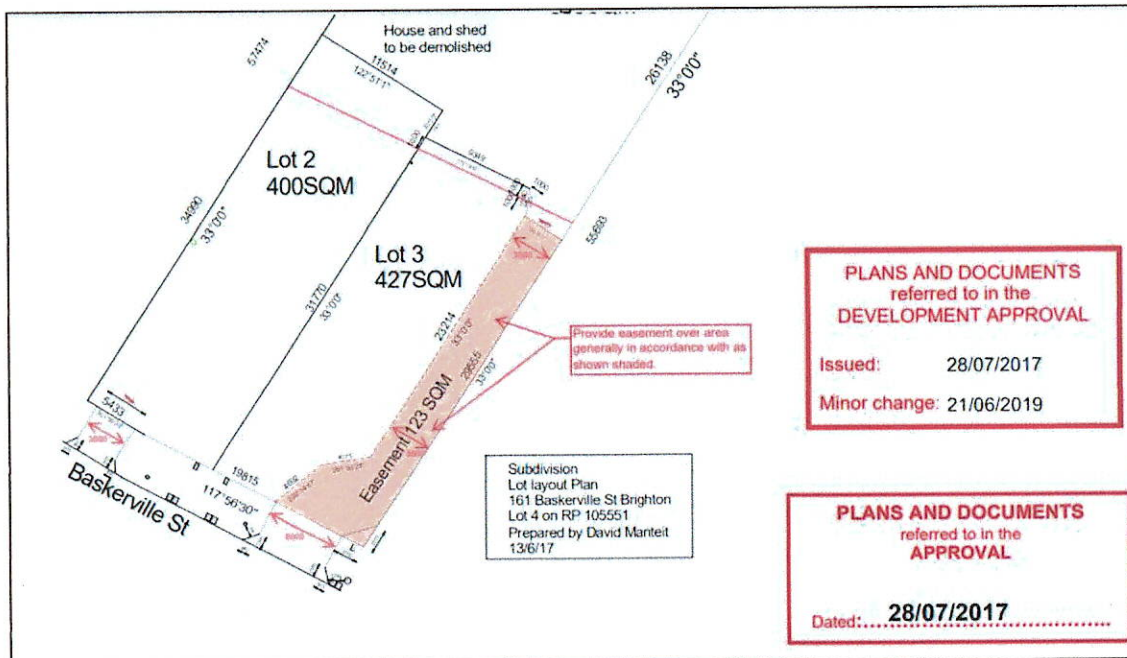 House and shed
to be demolished
57474
11514
122°51'1"
26138
33°0'0"
Lot 2
400SQM
34990
33°0'0"
1000
55693
Lot 3
427SQM
31770
33°0'0"
23214
33°0'0"
29555
33°0'0"
Easement 123 SQM
Provide easement over area
generally in accordance with as
shown shaded.
5433
19815
117°56'30"
Baskerville St
Subdivision
Lot layout Plan
161 Baskerville St Brighton
Lot 4 on RP 105551
Prepared by David Manteit
13/6/17
PLANS AND DOCUMENTS
referred to in the
DEVELOPMENT APPROVAL
Issued: 28/07/2017
Minor change: 21/06/2019
PLANS AND DOCUMENTS
referred to in the
APPROVAL
Dated: 28/07/2017